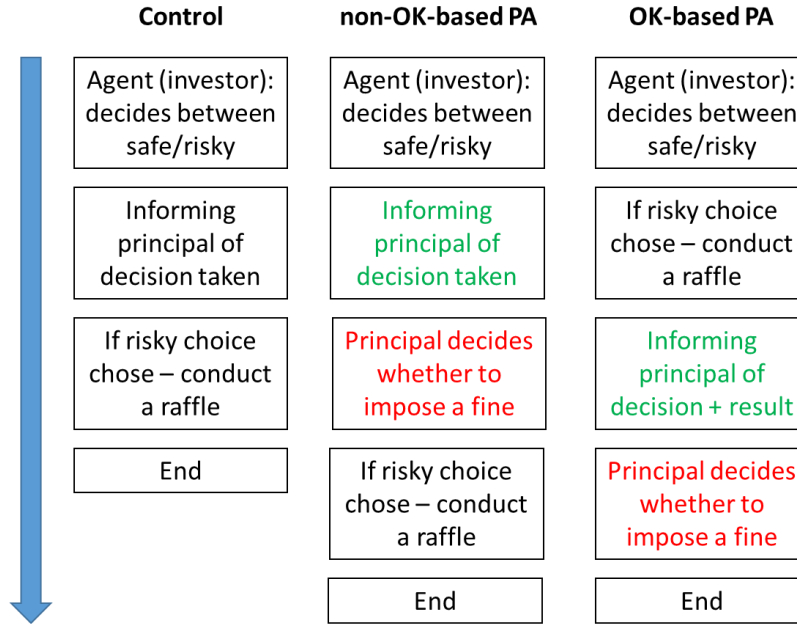 Control
Agent (investor):
decides between
safe/risky
Informing
principal of
decision taken
If risky choice
chose – conduct
a raffle
End
non-OK-based PA
Agent (investor):
decides between
safe/risky
Informing
principal of
decision taken
Principal decides
whether to
impose a fine
If risky choice
chose – conduct
a raffle
End
OK-based PA
Agent (investor):
decides between
safe/risky
If risky choice
chose – conduct
a raffle
Informing
principal of
decision + result
Principal decides
whether to
impose a fine
End